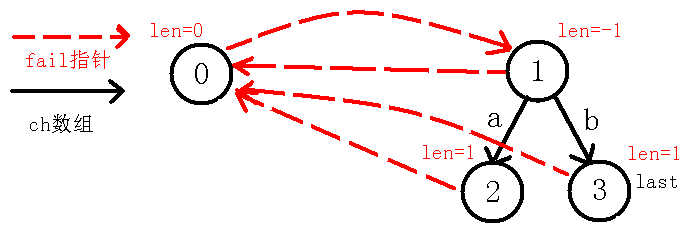 fail指针
ch数组
len=0
0
len=-1
1
a
b
len=1
2
len=1
3
last